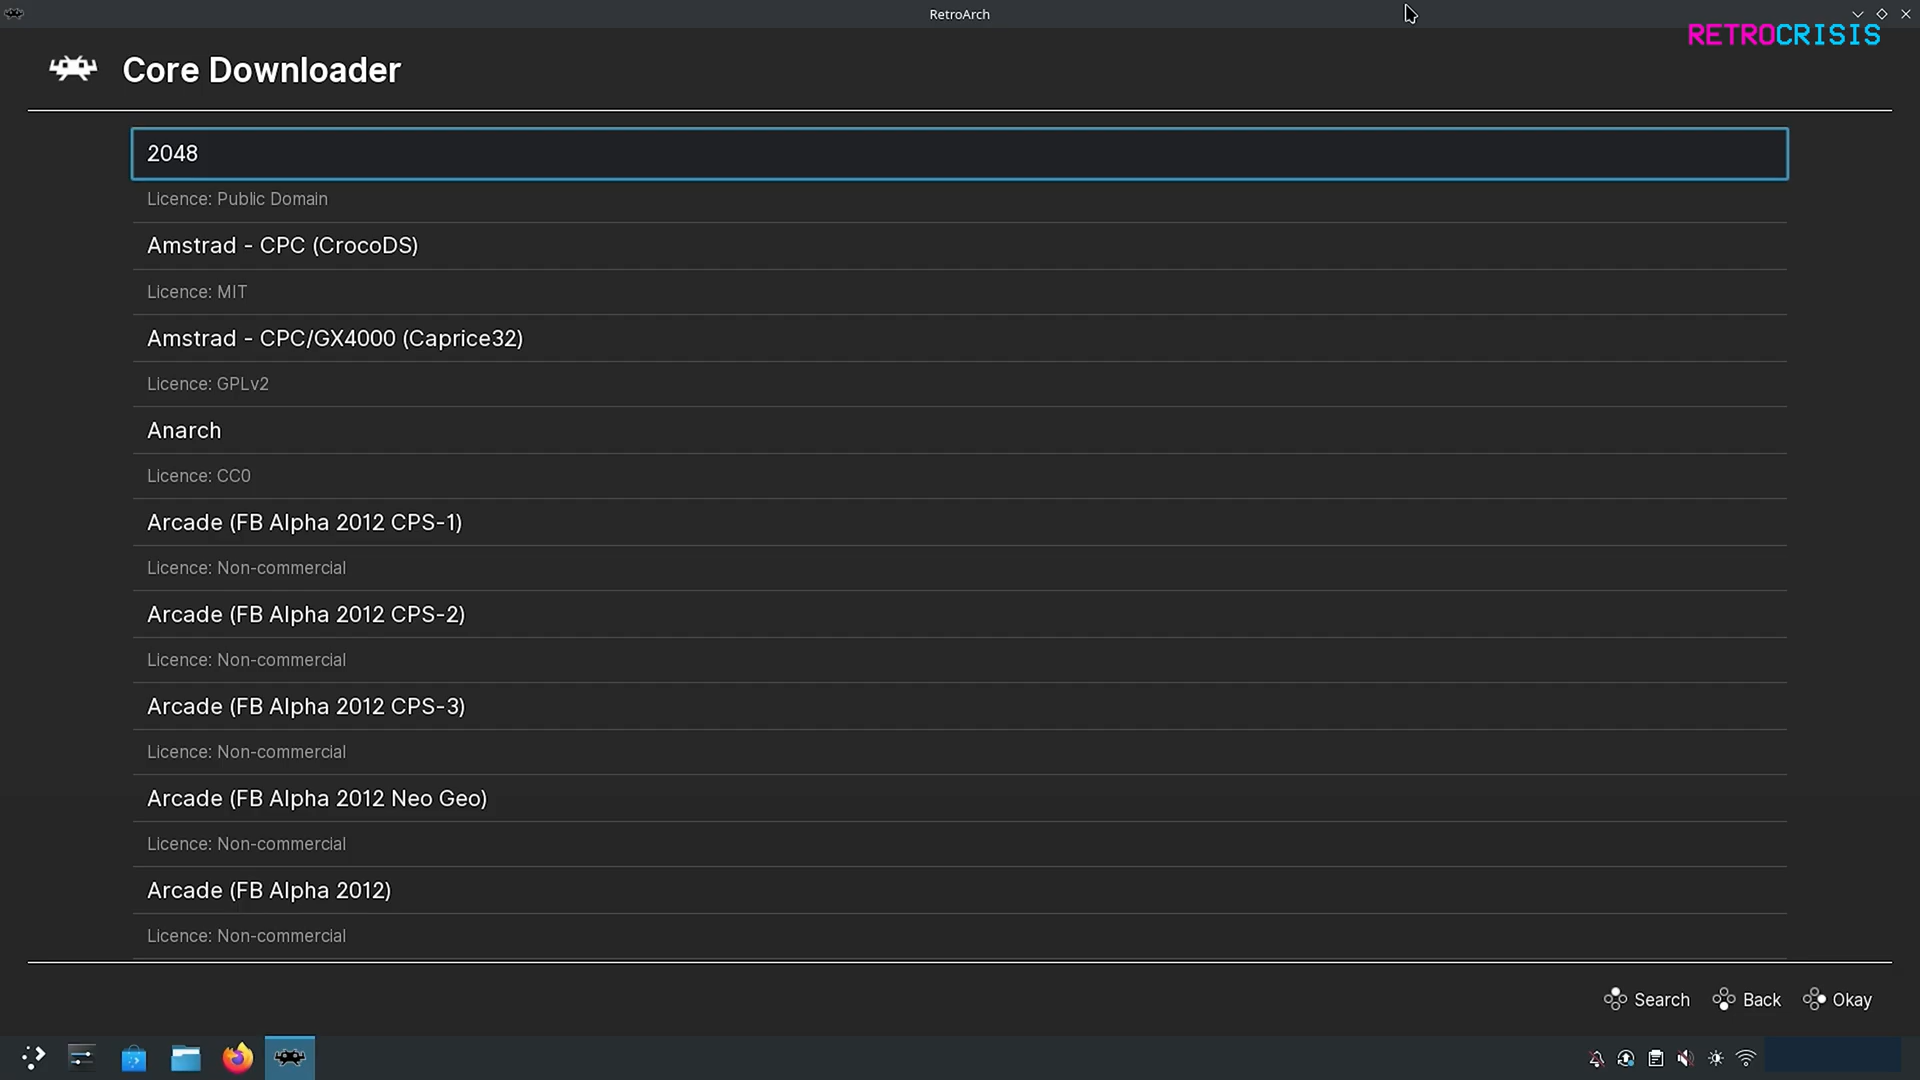 RetroArch
RETROCRISIS
Core Downloader
2048
Licence: Public Domain
Amstrad - CPC (CrocoDS)
Licence: MIT
Amstrad - CPC/GX4000 (Caprice32)
Licence: GPLv2
Anarch
Licence: CC0
Arcade (FB Alpha 2012 CPS-1)
Licence: Non-commercial
Arcade (FB Alpha 2012 CPS-2)
Licence: Non-commercial
Arcade (FB Alpha 2012 CPS-3)
Licence: Non-commercial
Arcade (FB Alpha 2012 Neo Geo)
Licence: Non-commercial
Arcade (FB Alpha 2012)
Licence: Non-commercial
Search Back Okay